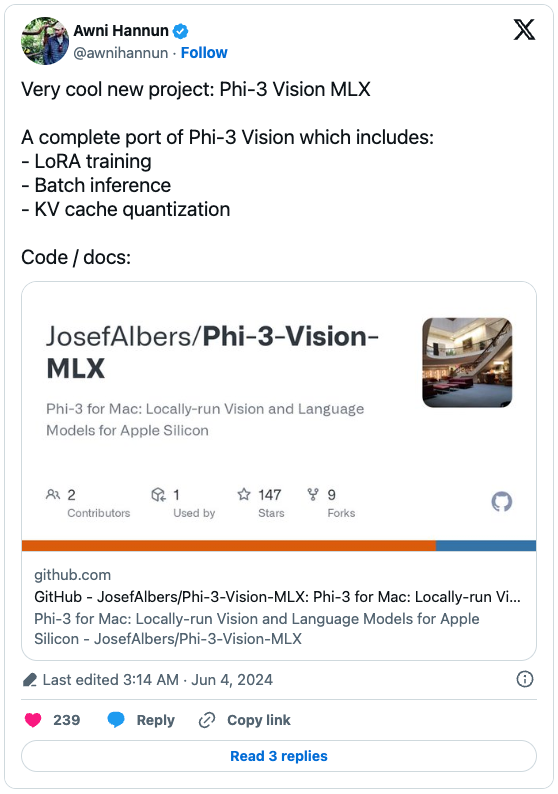 Awni Hannun
@awnihannun · Follow
Very cool new project: Phi-3 Vision MLX
A complete port of Phi-3 Vision which includes:
- LoRA training
- Batch inference
- KV cache quantization
Code / docs:
JosefAlbers/Phi-3-Vision-
MLX
Phi-3 for Mac: Locally-run Vision and Language
Models for Apple Silicon
2
Contributors
1
Used by
147
Stars
9
Forks
github.com
GitHub - JosefAlbers/Phi-3-Vision-MLX: Phi-3 for Mac: Locally-run Vi...
Phi-3 for Mac: Locally-run Vision and Language Models for Apple
Silicon - JosefAlbers/Phi-3-Vision-MLX
Last edited 3:14 AM · Jun 4, 2024
239 Reply Copy link
Read 3 replies